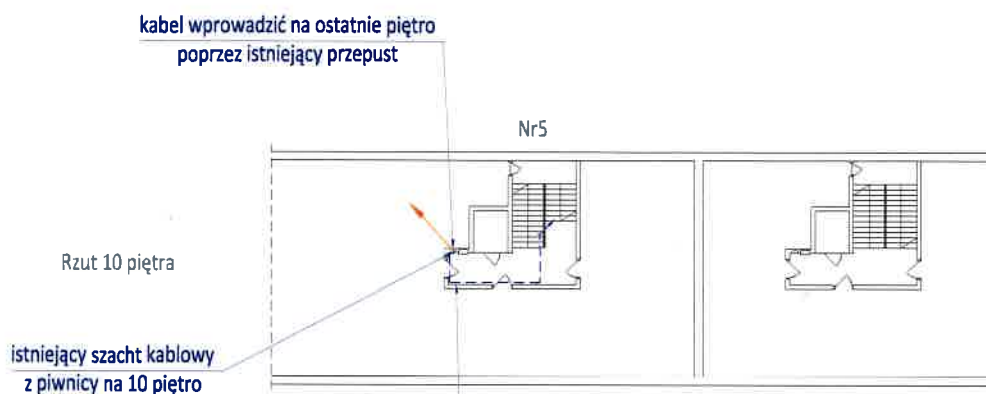 kabel wprowadzić na ostatnie piętro
poprzez istniejący przepust
Nr5
Rzut 10 piętra
istniejący szacht kablowy
z piwnicy na 10 piętro